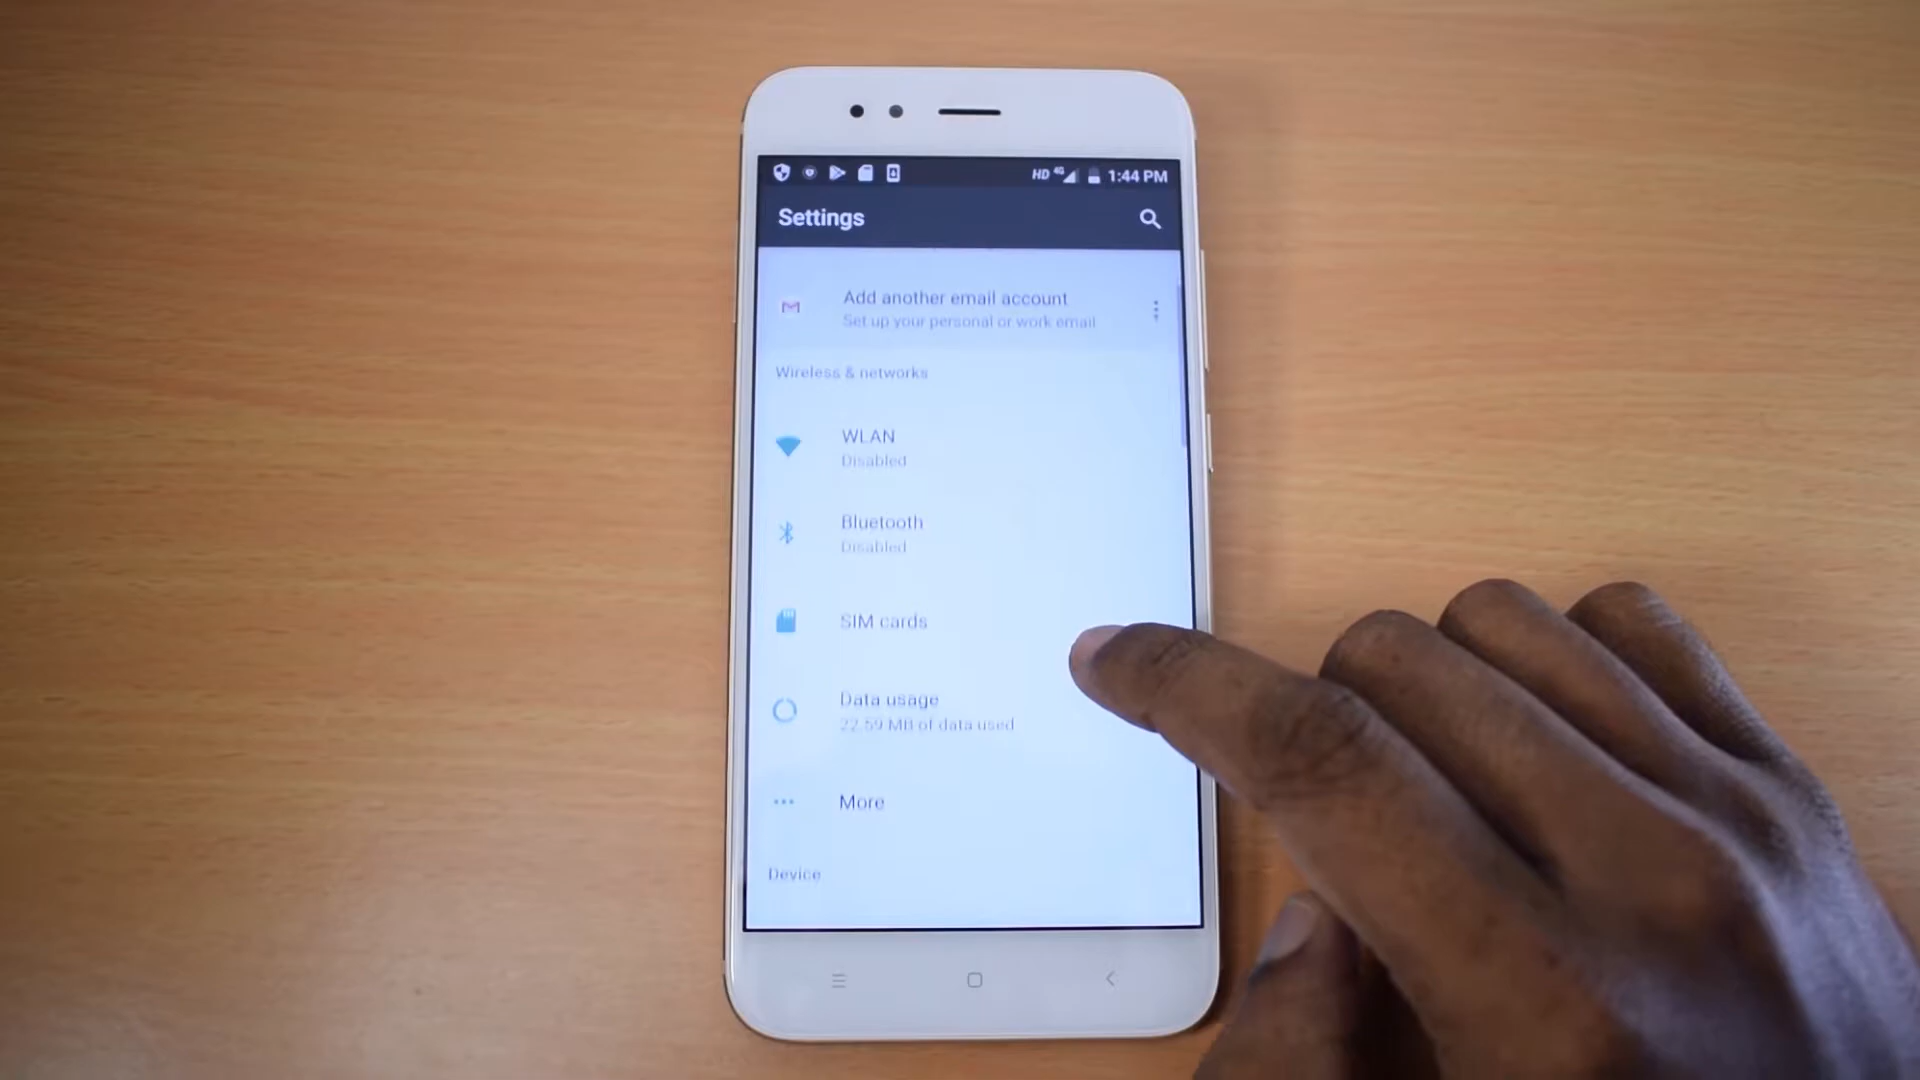 HD 4G 1:44 PM
Settings
Add another email account
Set up your personal or work email
Wireless & networks
WLAN
Disabled
Bluetooth
Disabled
SIM cards
Data usage
22.59 MB of data used
More
Device